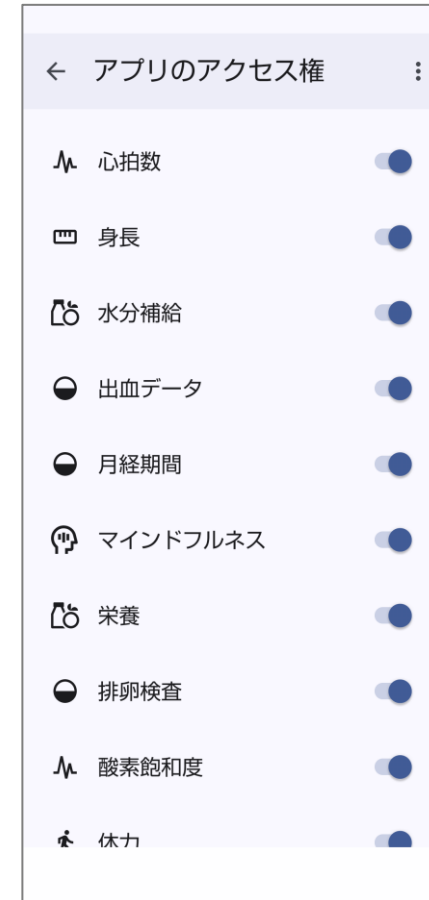 アプリのアクセス権
心拍数
身長
水分補給
出血データ
月経期間
マインドフルネス
栄養
排卵検査
酸素飽和度
体力